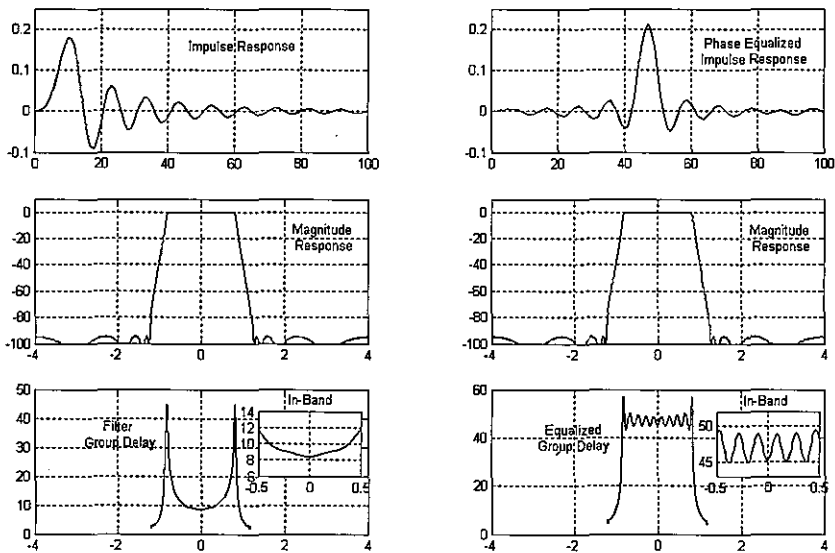 0.2
0.1
0
-0.1
0 20 40 60 80 100
Impulse Response
0.2
0.1
0
-0.1
0 20 40 60 80 100
Phase Equalized
Impulse Response
0
-20
-40
-60
-80
-100
-4 -2 0 2 4
Magnitude
Response
0
-20
-40
-60
-80
-100
-4 -2 0 2 4
Magnitude
Response
50
40
30
20
10
0
-4 -2 0 2 4
Filter
Group Delay
In-Band
14
12
10
8
6
-0.5 0 0.5
60
40
20
0
-4 -2 0 2 4
Equalized
Group Delay
In-Band
50
45
-0.5 0 0.5